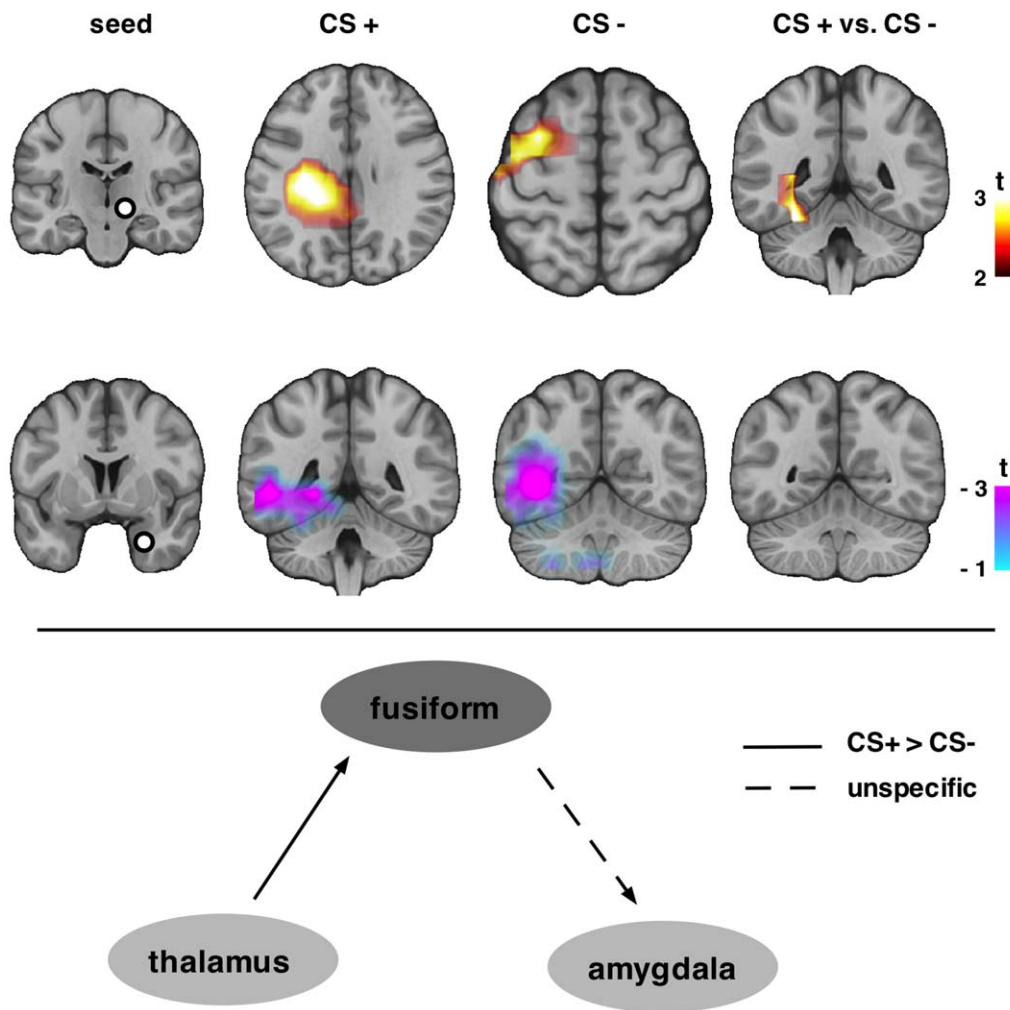 seed CS + CS - CS + vs. CS -
t
3
2
t
- 3
- 1
fusiform
CS+ > CS-
unspecific
thalamus amygdala